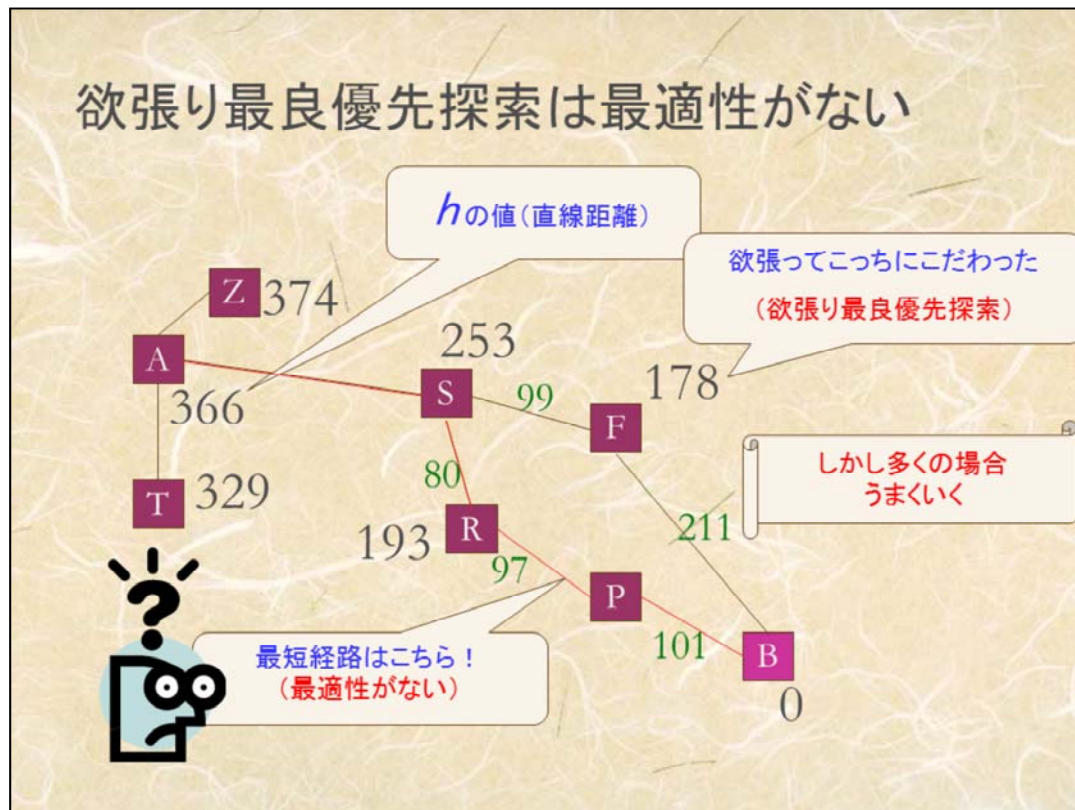 欲張り最良優先探索は最適性がない
hの値(直線距離)
欲張ってこっちにこだわった
(欲張り最良優先探索)
Z 374
A
366
253
S
99
178
F
しかし多くの場合
うまくいく
T 329
80
R
193
97
211
P
101
B
0
?
最短経路はこちら!
(最適性がない)